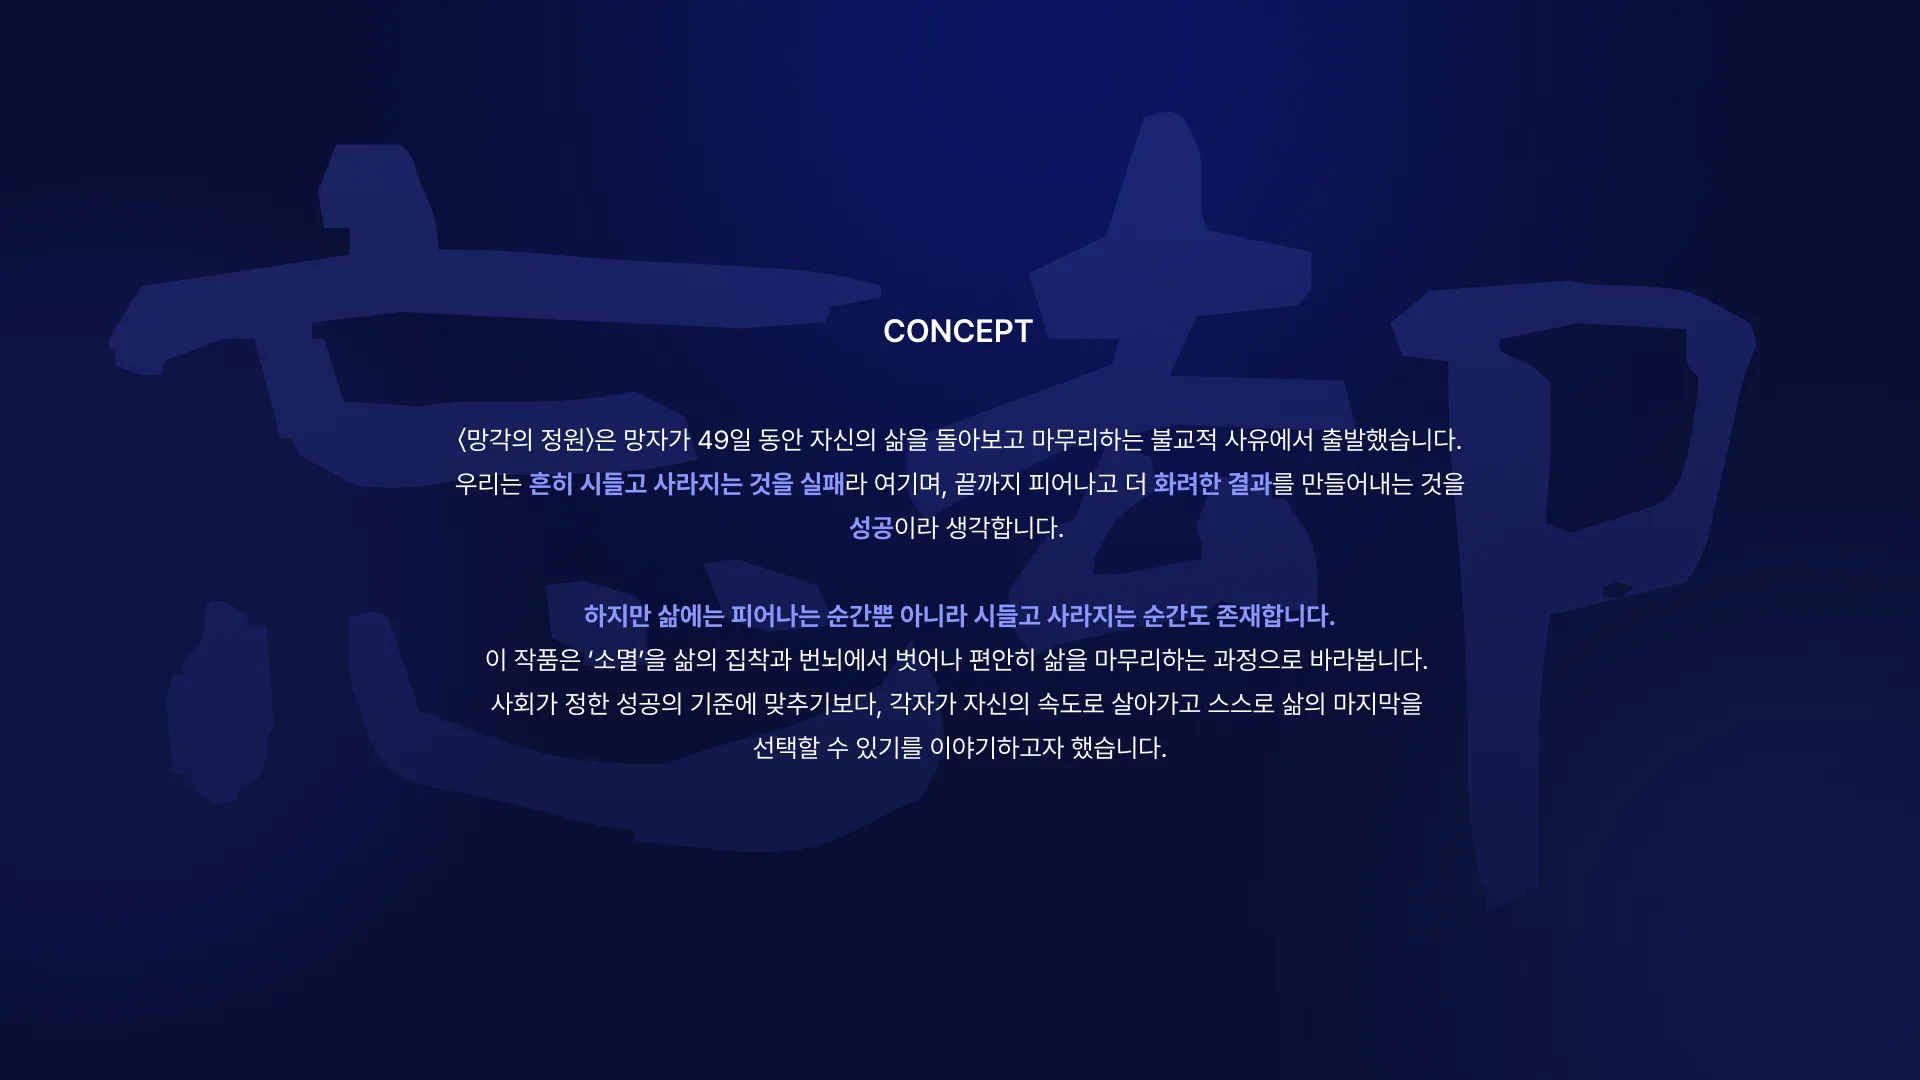 忘却
CONCEPT
〈망각의 정원〉은 망자가 49일 동안 자신의 삶을 돌아보고 마무리하는 불교적 사유에서 출발했습니다.
우리는 흔히 시들고 사라지는 것을 실패라 여기며, 끝까지 피어나고 더 화려한 결과를 만들어내는 것을
성공이라 생각합니다.
하지만 삶에는 피어나는 순간뿐 아니라 시들고 사라지는 순간도 존재합니다.
이 작품은 ‘소멸’을 삶의 집착과 번뇌에서 벗어나 편안히 삶을 마무리하는 과정으로 바라봅니다.
사회가 정한 성공의 기준에 맞추기보다, 각자가 자신의 속도로 살아가고 스스로 삶의 마지막을
선택할 수 있기를 이야기하고자 했습니다.